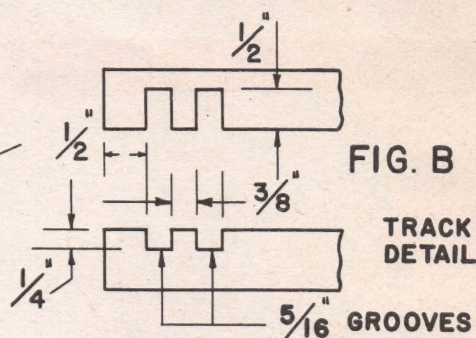 1/2"
1/2"
FIG. B
3/8"
TRACK
DETAIL
1/4"
5/16" GROOVES